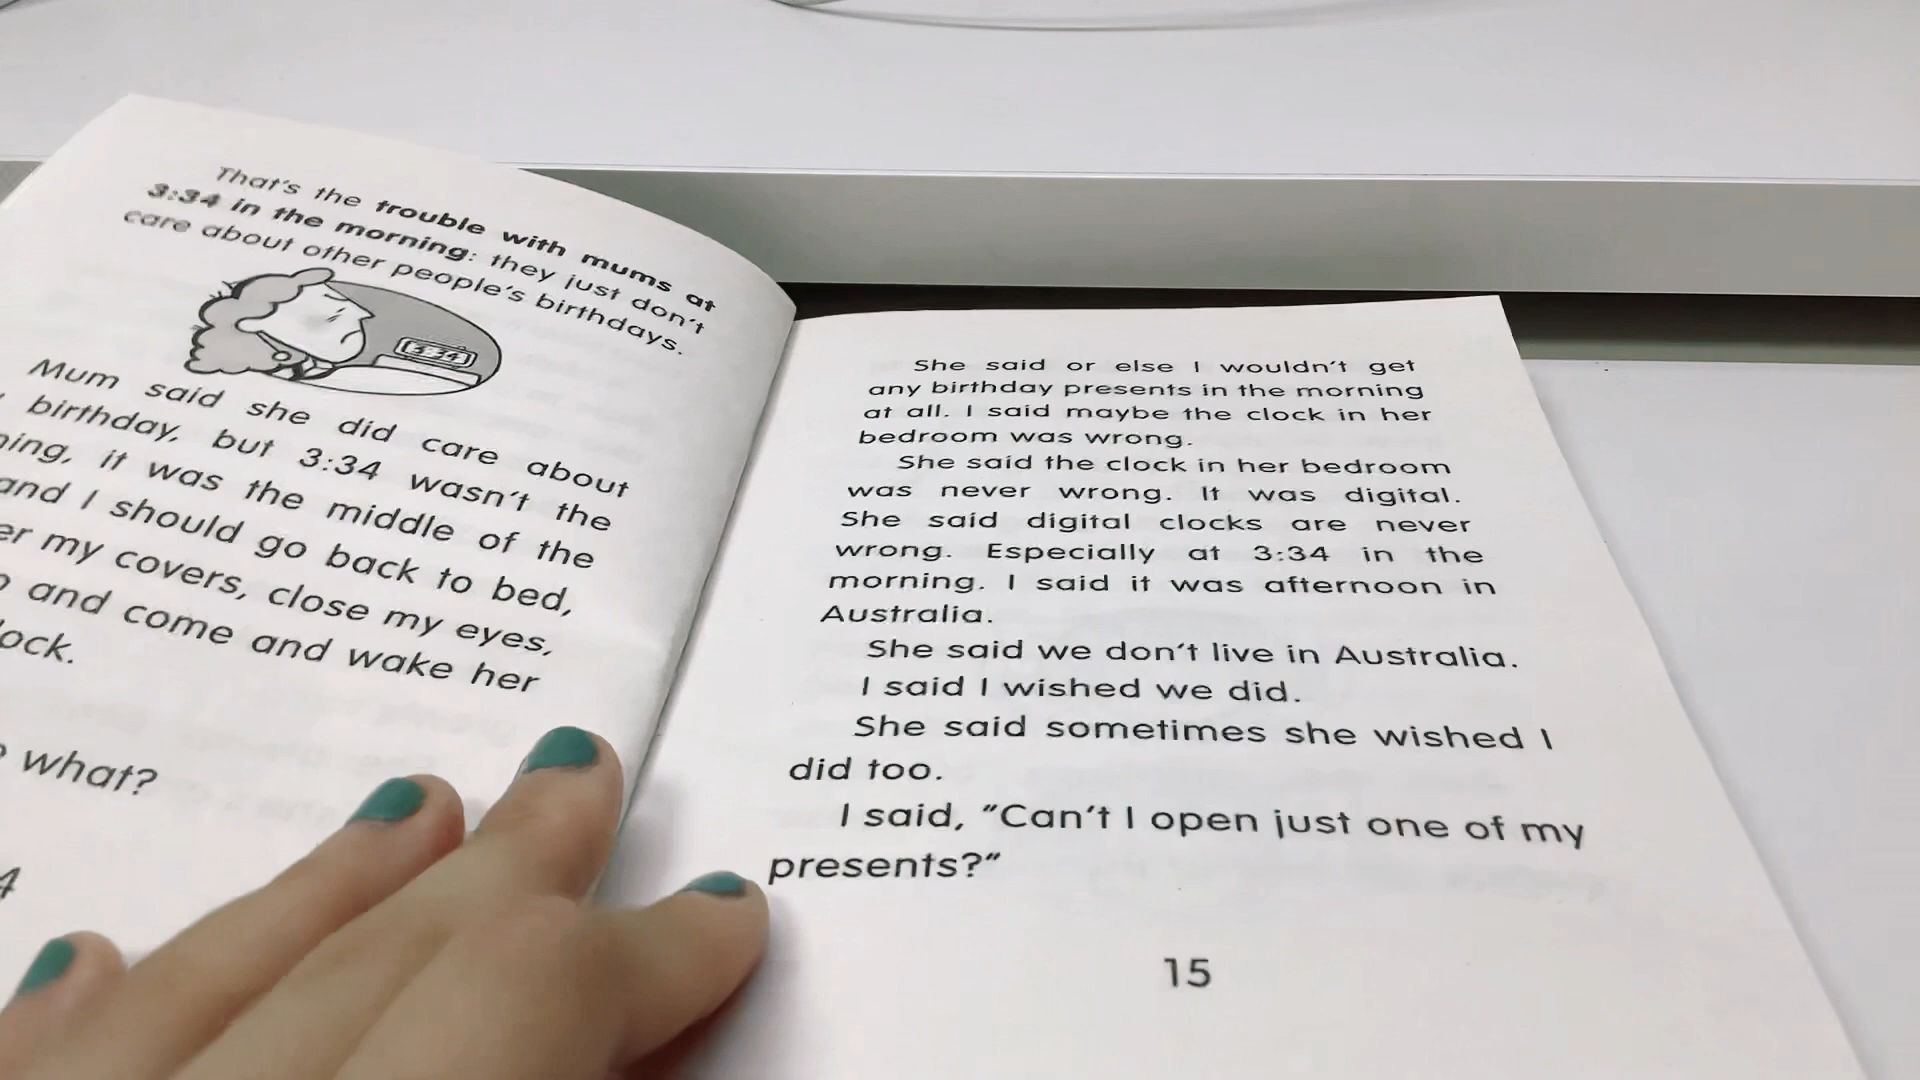 That's the trouble with mums at
3:34 in the morning: they just don't
care about other people's birthdays.
3:34
Mum said she did care about
birthday, but 3:34 wasn't the
it was the middle of the
and I should go back to bed,
my covers, close my eyes,
and come and wake her
what?
She said or else I wouldn't get
any birthday presents in the morning
at all. I said maybe the clock in her
bedroom was wrong.
She said the clock in her bedroom
was never wrong. It was digital.
She said digital clocks are never
wrong. Especially at 3:34 in the
morning. I said it was afternoon in
Australia.
She said we don't live in Australia.
I said I wished we did.
She said sometimes she wished I
did too.
I said, "Can't I open just one of my
presents?"
15